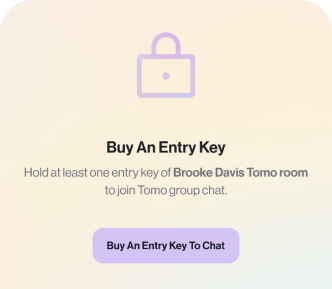 Buy An Entry Key
Hold at least one entry key of Brooke Davis Tomo room
to join Tomo group chat.
Buy An Entry Key To Chat